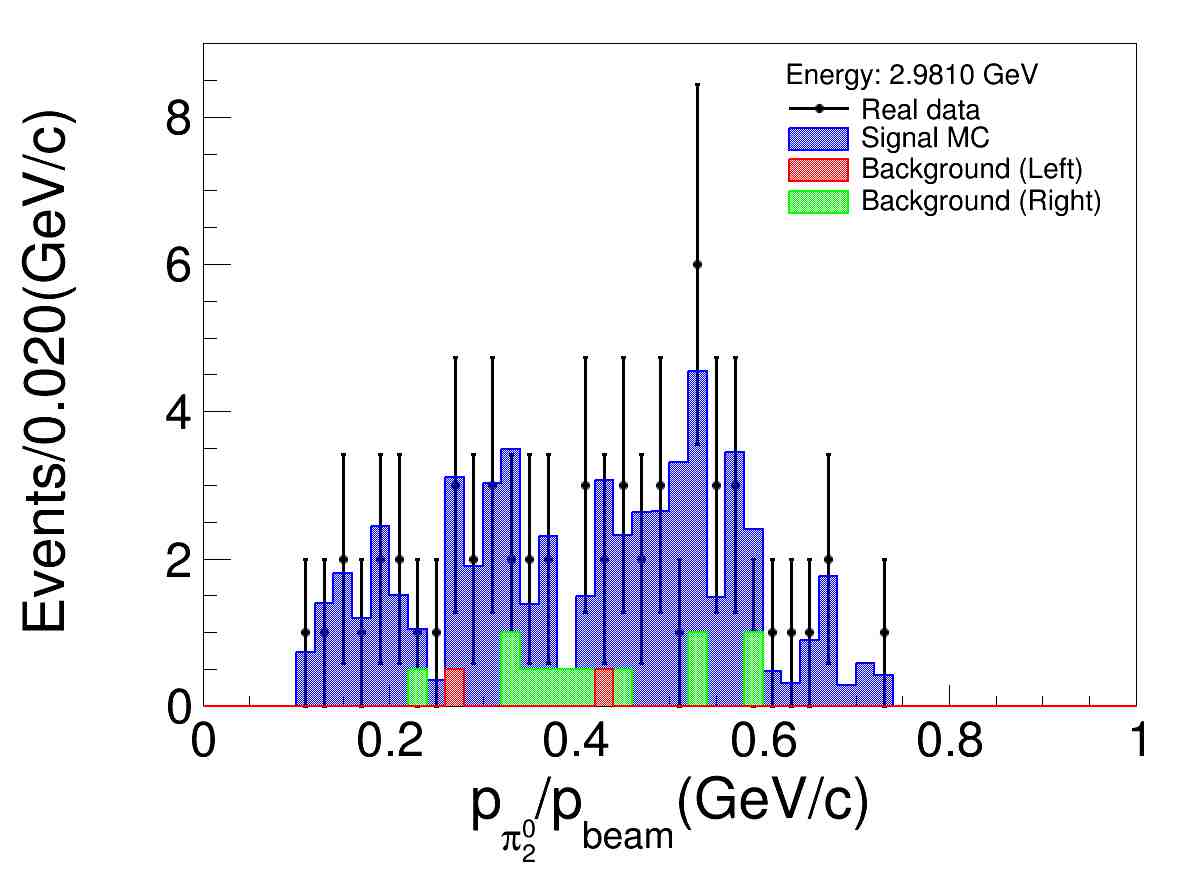 Energy: 2.9810 GeV
Real data
Signal MC
Background (Left)
Background (Right)
Events/0.020(GeV/c)
8
6
4
2
0
0 0.2 0.4 0.6 0.8 1
p_{π^0_2}/p_{beam}(GeV/c)